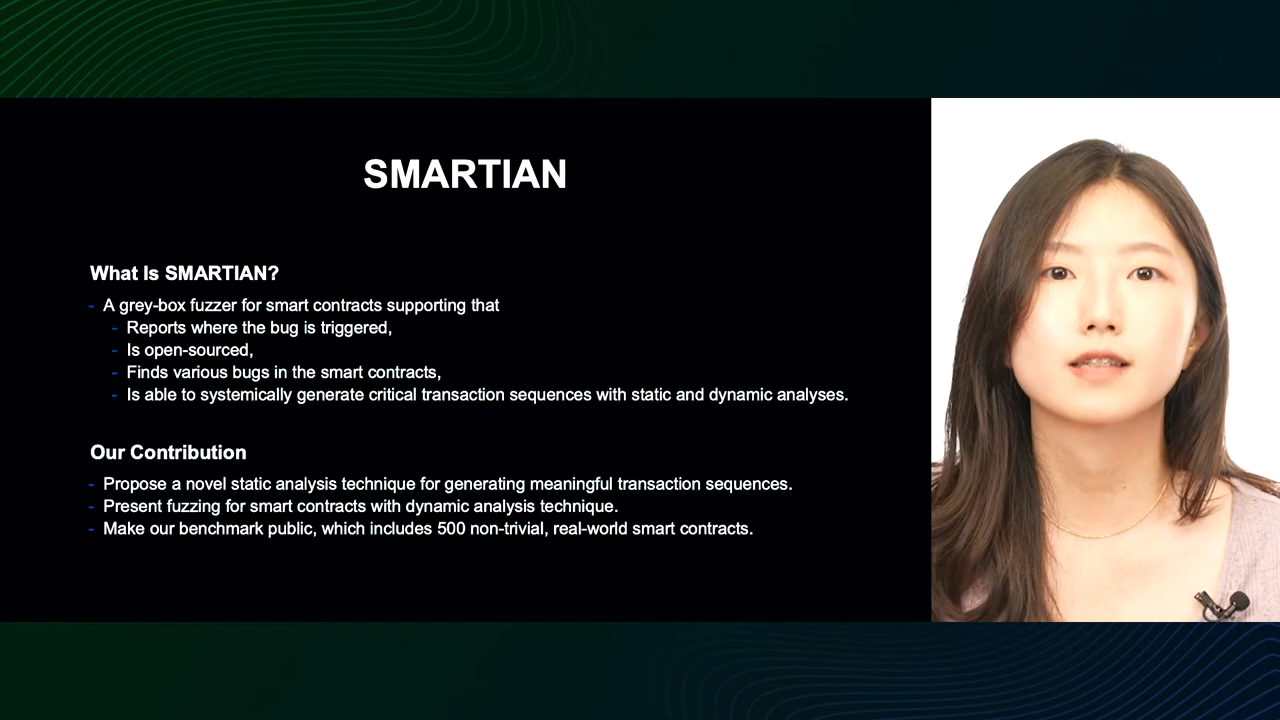 SMARTIAN
What Is SMARTIAN?
- A grey-box fuzzer for smart contracts supporting that
- Reports where the bug is triggered,
- Is open-sourced,
- Finds various bugs in the smart contracts,
- Is able to systemically generate critical transaction sequences with static and dynamic analyses.
Our Contribution
- Propose a novel static analysis technique for generating meaningful transaction sequences.
- Present fuzzing for smart contracts with dynamic analysis technique.
- Make our benchmark public, which includes 500 non-trivial, real-world smart contracts.